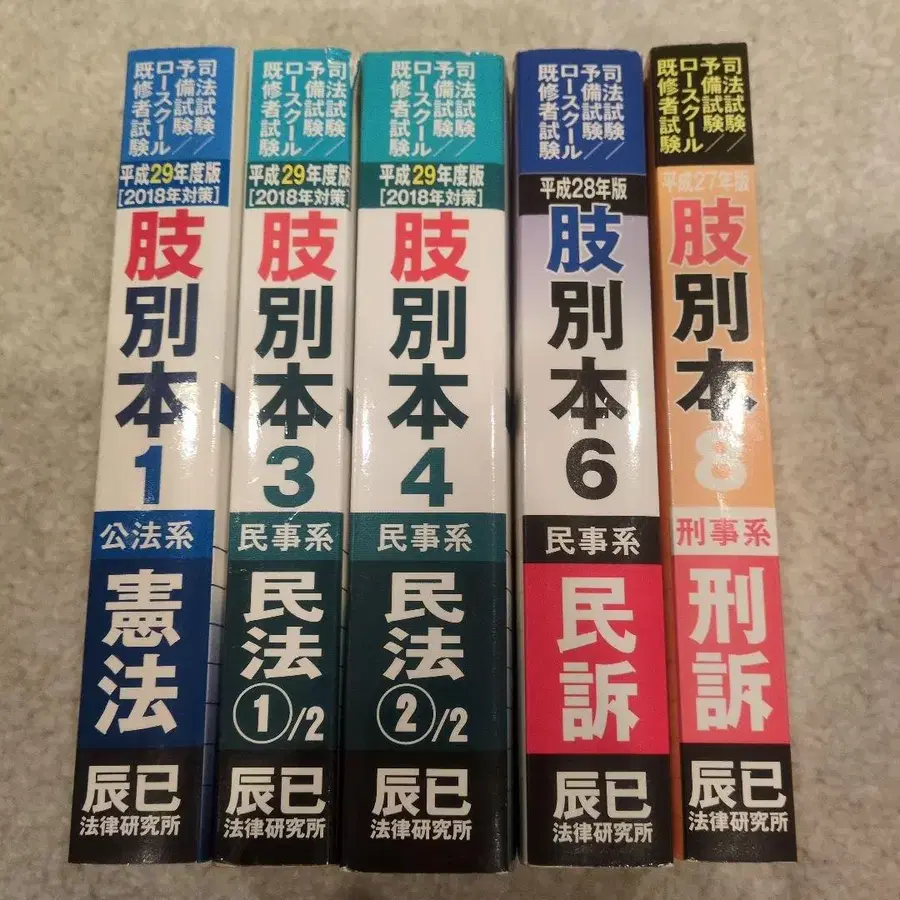 司法試験/
予備試験/
ロースクール
既修者試験
平成29年度版
[2018年対策]
肢別本1
公法系
憲法
辰已
法律研究所
司法試験/
予備試験/
ロースクール
既修者試験
平成29年度版
[2018年対策]
肢別本3
民事系
民法
①/2
辰已
法律研究所
司法試験/
予備試験/
ロースクール
既修者試験
平成29年度版
[2018年対策]
肢別本4
民事系
民法
②/2
辰已
法律研究所
司法試験/
予備試験/
ロースクール
既修者試験
平成28年版
肢別本6
民事系
民訴
辰已
法律研究所
司法試験/
予備試験/
ロースクール
既修者試験
平成27年版
肢別本8
刑事系
刑訴
辰已
法律研究所